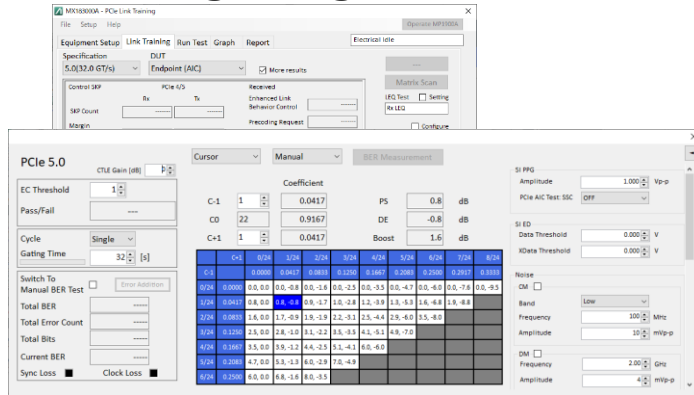 MX183000A - PCIe Link Training
File Setup Help
Operate MP1900A
Equipment Setup Link Training Run Test Graph Report
Electrical Idle
Specification DUT
5.0(32.0 GT/s) Endpoint (AIC) More results ---
Matrix Scan
Control SKP PCIe 4/5 Received
Rx Tx Enhanced Link Behavior Control ------
LEQ Test Setting
Rx LEQ
SKP Count ------ ------
Precoding Request ------
Margin Configure
PCIe 5.0
CTLE Gain [dB]
Cursor Manual BER Measurement
EC Threshold 1
Pass/Fail ---
Coefficient
C-1 1 0.0417 PS 0.8 dB
C0 22 0.9167 DE -0.8 dB
C+1 1 0.0417 Boost 1.6 dB
Cycle Single
Gating Time 32 [s]
Switch To
Manual BER Test Error Addition
Total BER -----
Total Error Count -----
Total Bits -----
Current BER -----
Sync Loss Clock Loss
C+1 0/24 1/24 2/24 3/24 4/24 5/24 6/24 7/24 8/24
C-1 0.0000 0.0417 0.0833 0.1250 0.1667 0.2083 0.2500 0.2917 0.3333
0/24 0.0000 0.0, 0.0 0.0, -0.8 0.0, -1.6 0.0, -2.5 0.0, -3.5 0.0, -4.7 0.0, -6.0 0.0, -7.6 0.0, -9.5
1/24 0.0417 0.8, 0.0 0.8, -0.8 0.9, -1.7 1.0, -2.8 1.2, -3.9 1.3, -5.3 1.6, -6.8 1.9, -8.8
2/24 0.0833 1.6, 0.0 1.7, -0.9 1.9, -1.9 2.2, -3.1 2.5, -4.4 2.9, -6.0 3.5, -8.0
3/24 0.1250 2.5, 0.0 2.8, -1.0 3.1, -2.2 3.5, -3.5 4.1, -5.1 4.9, -7.0
4/24 0.1667 3.5, 0.0 3.9, -1.2 4.4, -2.5 5.1, -4.1 6.0, -6.0
5/24 0.2083 4.7, 0.0 5.3, -1.3 6.0, -2.9 7.0, -4.9
6/24 0.2500 6.0, 0.0 6.8, -1.6 8.0, -3.5
SI PPG
Amplitude 1.000 Vp-p
PCIe AIC Test: SSC OFF
SI ED
Data Threshold 0.000 V
XData Threshold 0.000 V
Noise
CM
Band Low
Frequency 100 MHz
Amplitude 10 mVp-p
DM
Frequency 2.00 GHz
Amplitude 4 mVp-p